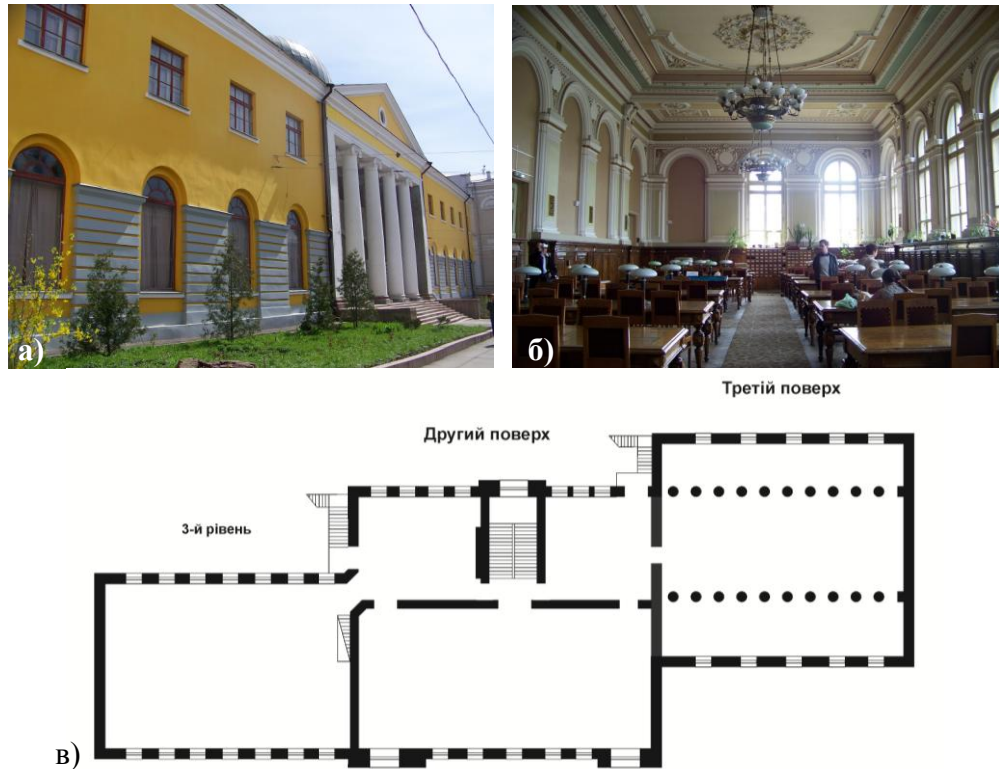 а)
б)
Третій поверх
Другий поверх
3-й рівень
в)